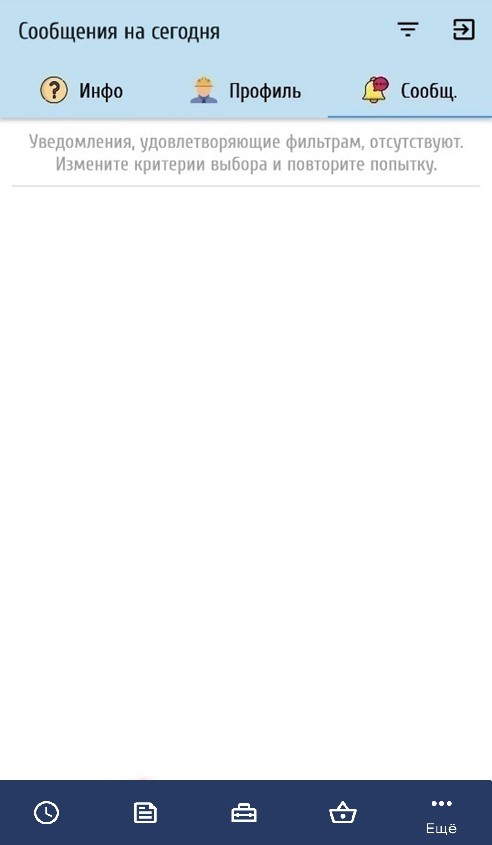 Сообщения на сегодня
Инфо
Профиль
Сообщ.
Уведомления, удовлетворяющие фильтрам, отсутствуют.
Измените критерии выбора и повторите попытку.
Ещё